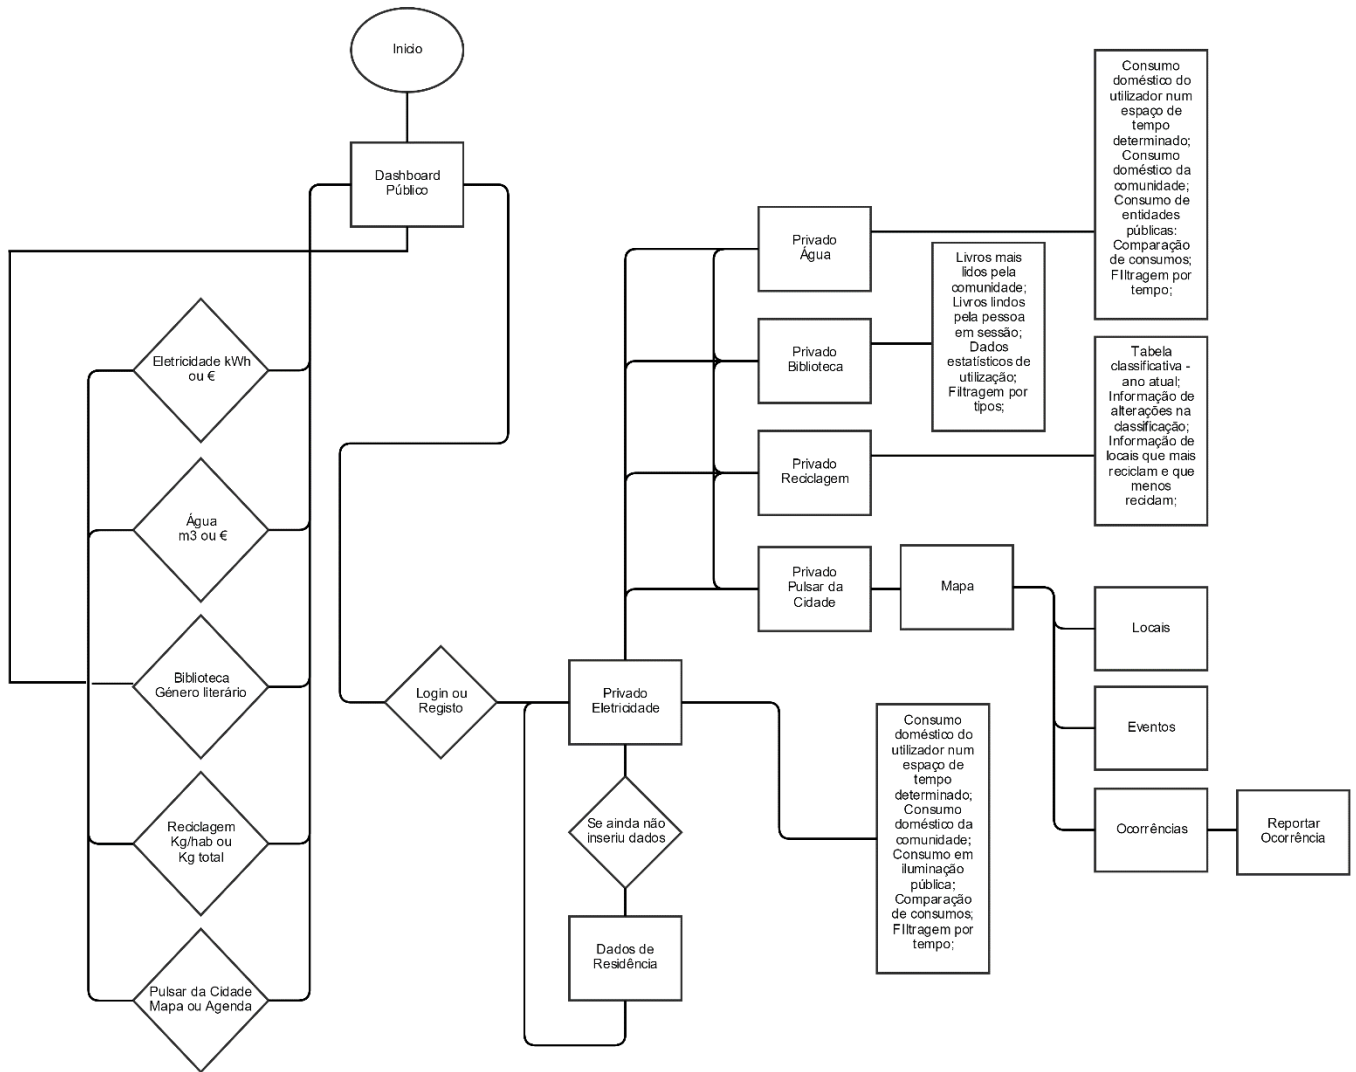 Inicio
Dashboard
Público
Eletricidade kWh
ou €
Água
m3 ou €
Biblioteca
Género literário
Reciclagem
Kg/hab ou
Kg total
Pulsar da Cidade
Mapa ou Agenda
Login ou
Registo
Privado
Eletricidade
Se ainda não
inseriu dados
Dados de
Residência
Privado
Água
Privado
Biblioteca
Privado
Reciclagem
Privado
Pulsar da
Cidade
Mapa
Consumo
doméstico do
utilizador num
espaço de
tempo
determinado;
Consumo
doméstico da
comunidade;
Consumo de
entidades
públicas:
Comparação
de consumos;
FIltragem por
tempo;
Livros mais
lidos pela
comunidade;
Livros lindos
pela pessoa
em sessão;
Dados
estatísticos de
utilização;
Filtragem por
tipos;
Tabela
classificativa -
ano atual;
Informação de
alterações na
classificação;
Informação de
locais que mais
reciclam e que
menos
reciclam;
Locais
Eventos
Ocorrências
Reportar
Ocorrência
Consumo
doméstico do
utilizador num
espaço de
tempo
determinado;
Consumo
doméstico da
comunidade;
Consumo em
iluminação
pública;
Comparação
de consumos;
FIltragem por
tempo;